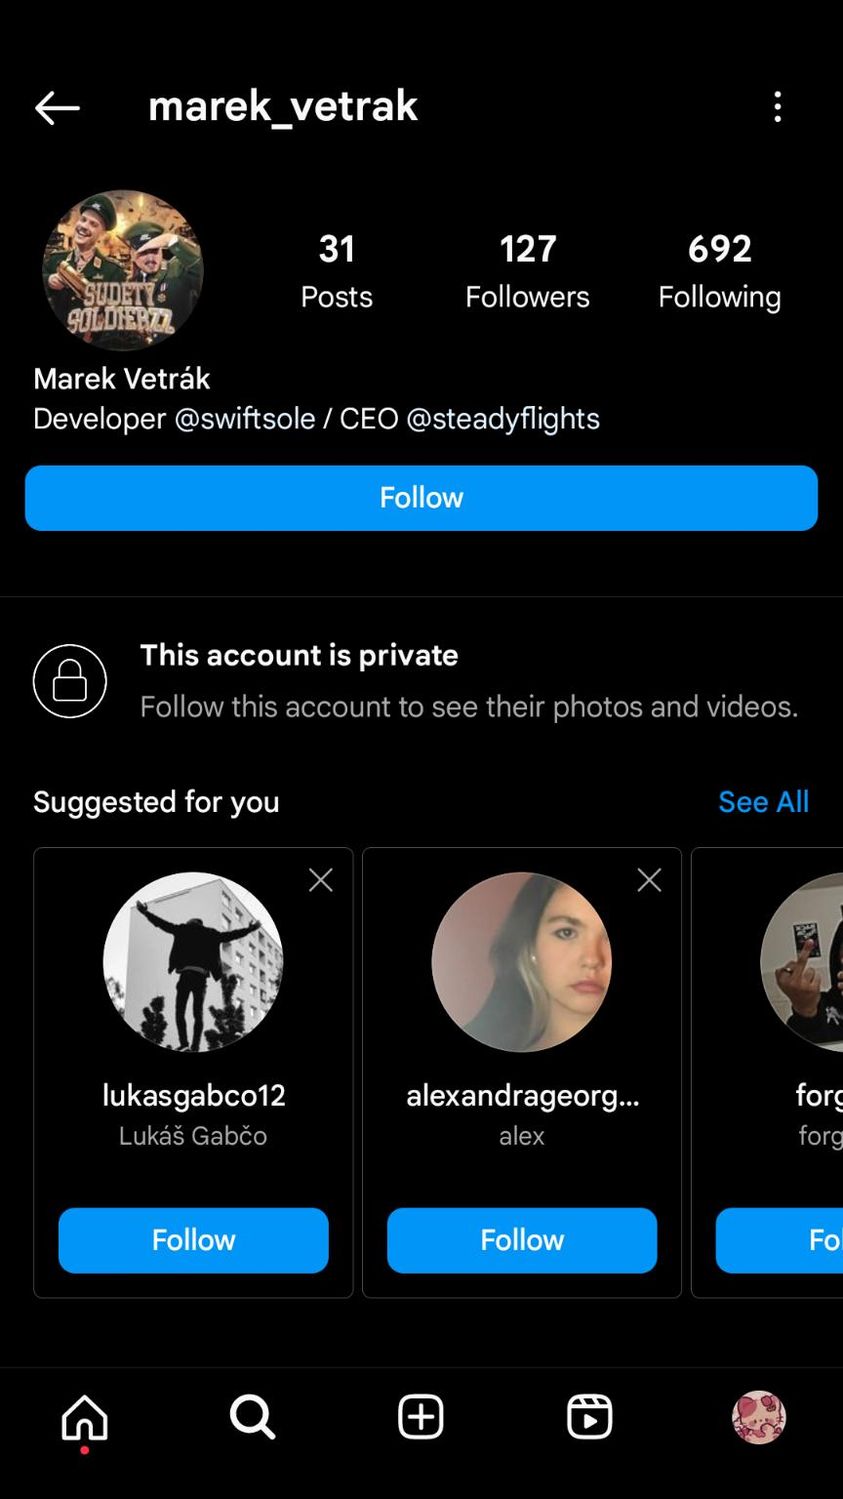 marek_vetrak
SUDETY
SOLDIERZZ
31
Posts
127
Followers
692
Following
Marek Vetrák
Developer @swiftsole / CEO @steadyflights
Follow
This account is private
Follow this account to see their photos and videos.
Suggested for you
See All
lukasgabco12
Lukáš Gabčo
Follow
alexandrageorg...
alex
Follow
forg
forg
Fol